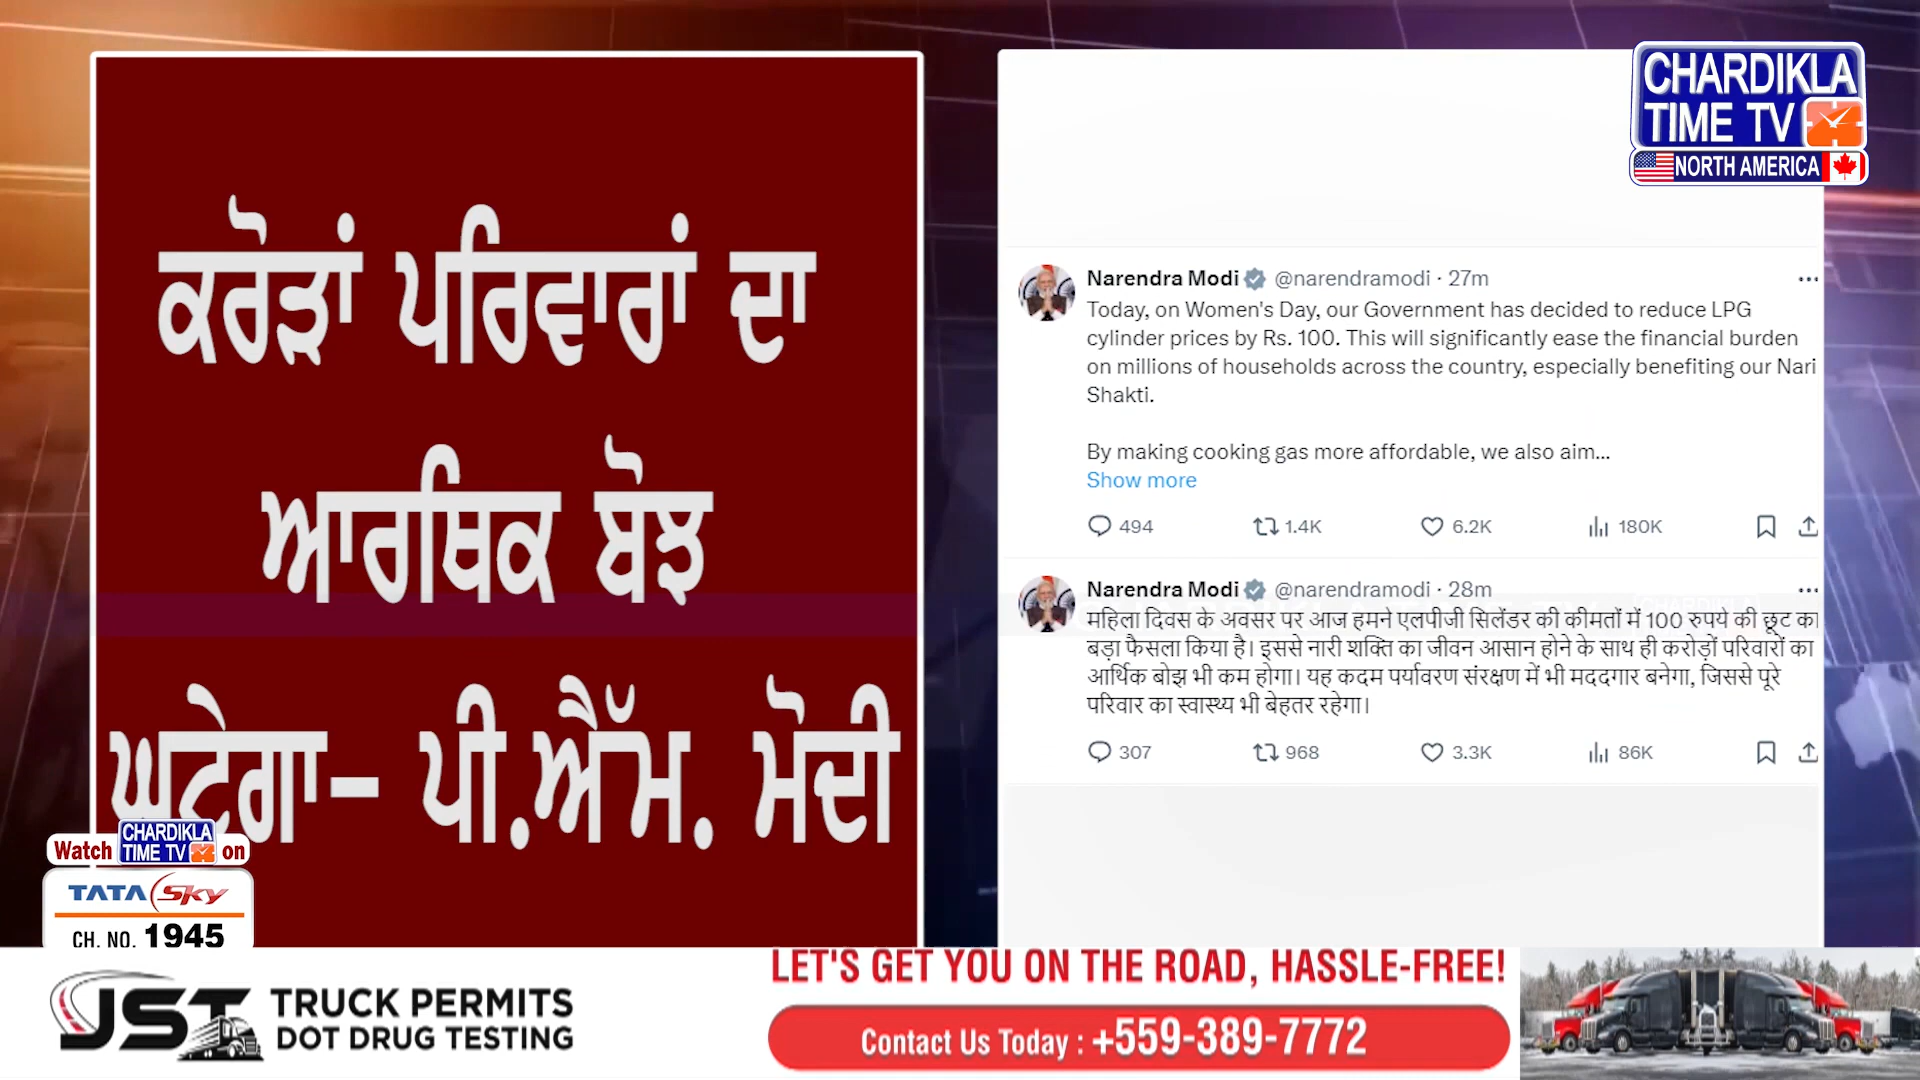 ਕਰੋੜਾਂ ਪਰਿਵਾਰਾਂ ਦਾ
ਆਰਥਿਕ ਬੋਝ
ਘਟੇਗਾ- ਪੀ.ਐੱਮ. ਮੋਦੀ
CHARDIKLA
TIME TV
NORTH AMERICA
Narendra Modi @narendramodi · 27m
Today, on Women's Day, our Government has decided to reduce LPG
cylinder prices by Rs. 100. This will significantly ease the financial burden
on millions of households across the country, especially benefiting our Nari
Shakti.
By making cooking gas more affordable, we also aim...
Show more
494 1.4K 6.2K 180K
Narendra Modi @narendramodi · 28m
महिला दिवस के अवसर पर आज हमने एलपीजी सिलेंडर की कीमतों में 100 रुपये की छूट का
बड़ा फैसला किया है। इससे नारी शक्ति का जीवन आसान होने के साथ ही करोड़ों परिवारों का
आर्थिक बोझ भी कम होगा। यह कदम पर्यावरण संरक्षण में भी मददगार बनेगा, जिससे पूरे
परिवार का स्वास्थ्य भी बेहतर रहेगा।
307 968 3.3K 86K
Watch CHARDIKLA TIME TV on
TATA Sky
CH. NO. 1945
JST TRUCK PERMITS
DOT DRUG TESTING
LET'S GET YOU ON THE ROAD, HASSLE-FREE!
Contact Us Today : +559-389-7772